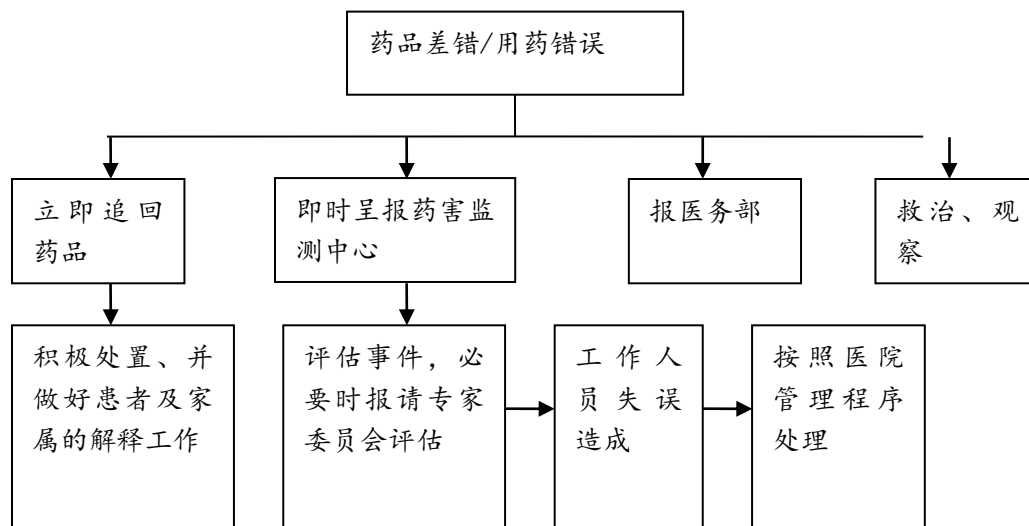 药品差错/用药错误
立即追回
药品
即时呈报药害监
测中心
报医务部
救治、观
察
积极处置、并
做好患者及家
属的解释工作
评估事件，必
要时报请专家
委员会评估
工作人
员失误
造成
按照医院
管理程序
处理